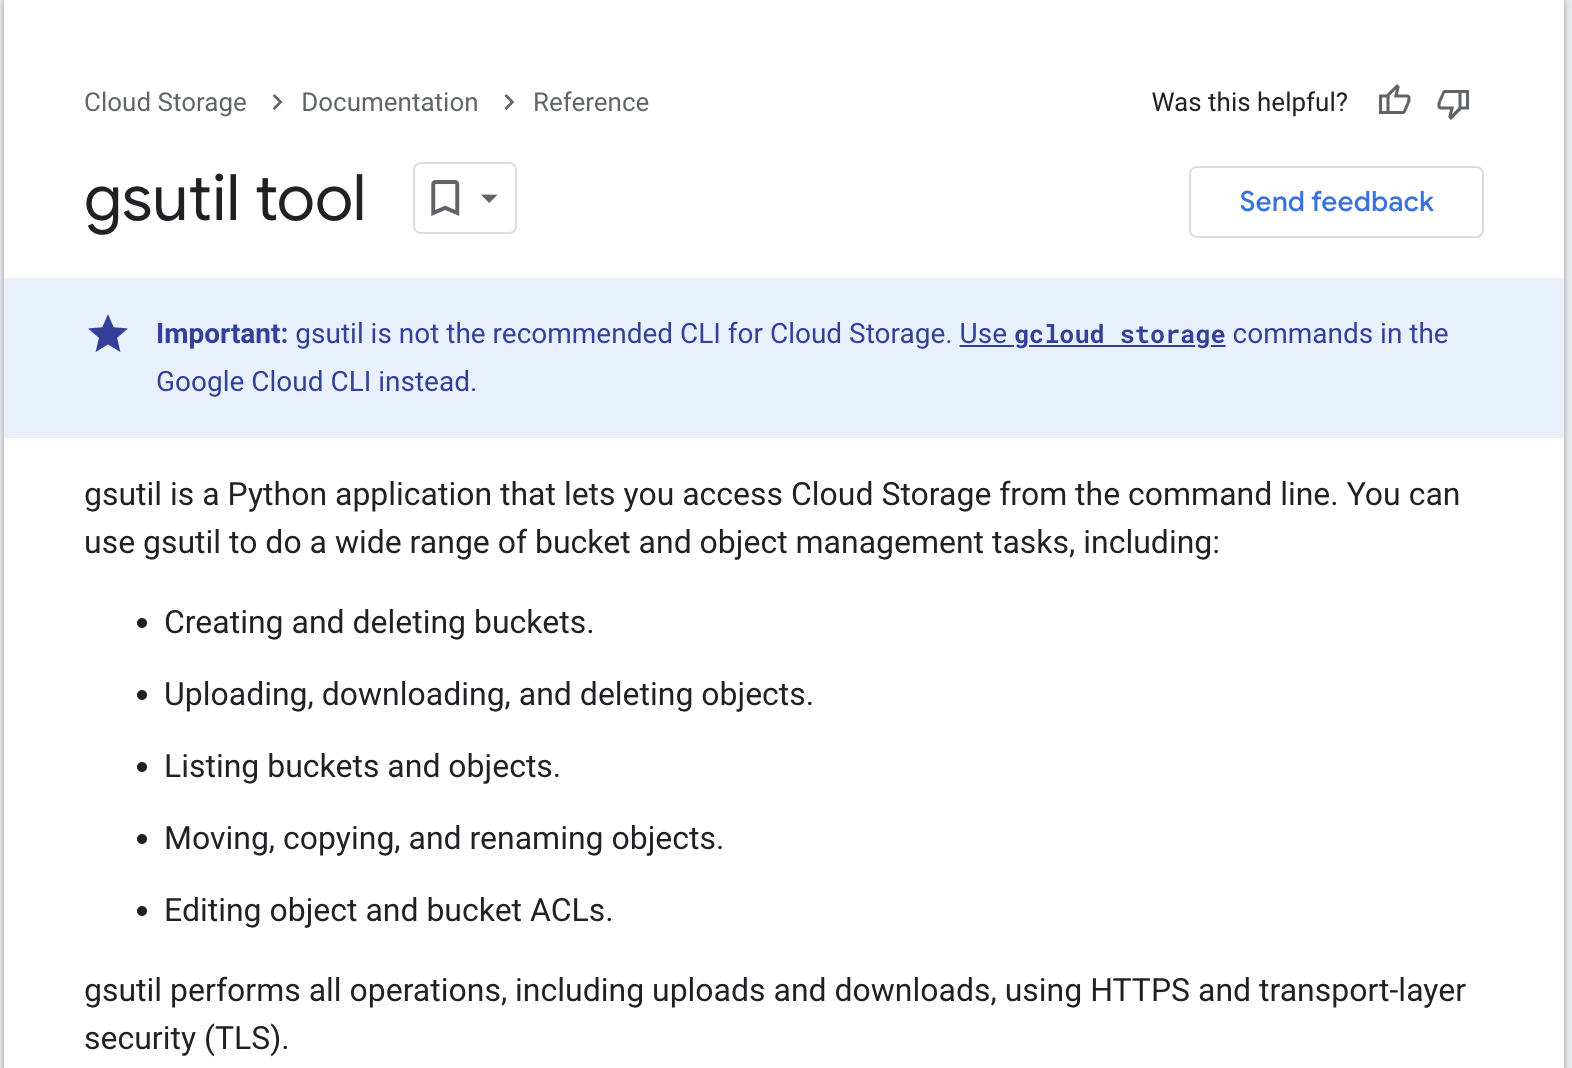 Cloud Storage > Documentation > Reference
Was this helpful?
gsutil tool
Send feedback
Important: gsutil is not the recommended CLI for Cloud Storage. Use gcloud storage commands in the
Google Cloud CLI instead.
gsutil is a Python application that lets you access Cloud Storage from the command line. You can
use gsutil to do a wide range of bucket and object management tasks, including:
• Creating and deleting buckets.
• Uploading, downloading, and deleting objects.
• Listing buckets and objects.
• Moving, copying, and renaming objects.
• Editing object and bucket ACLs.
gsutil performs all operations, including uploads and downloads, using HTTPS and transport-layer
security (TLS).